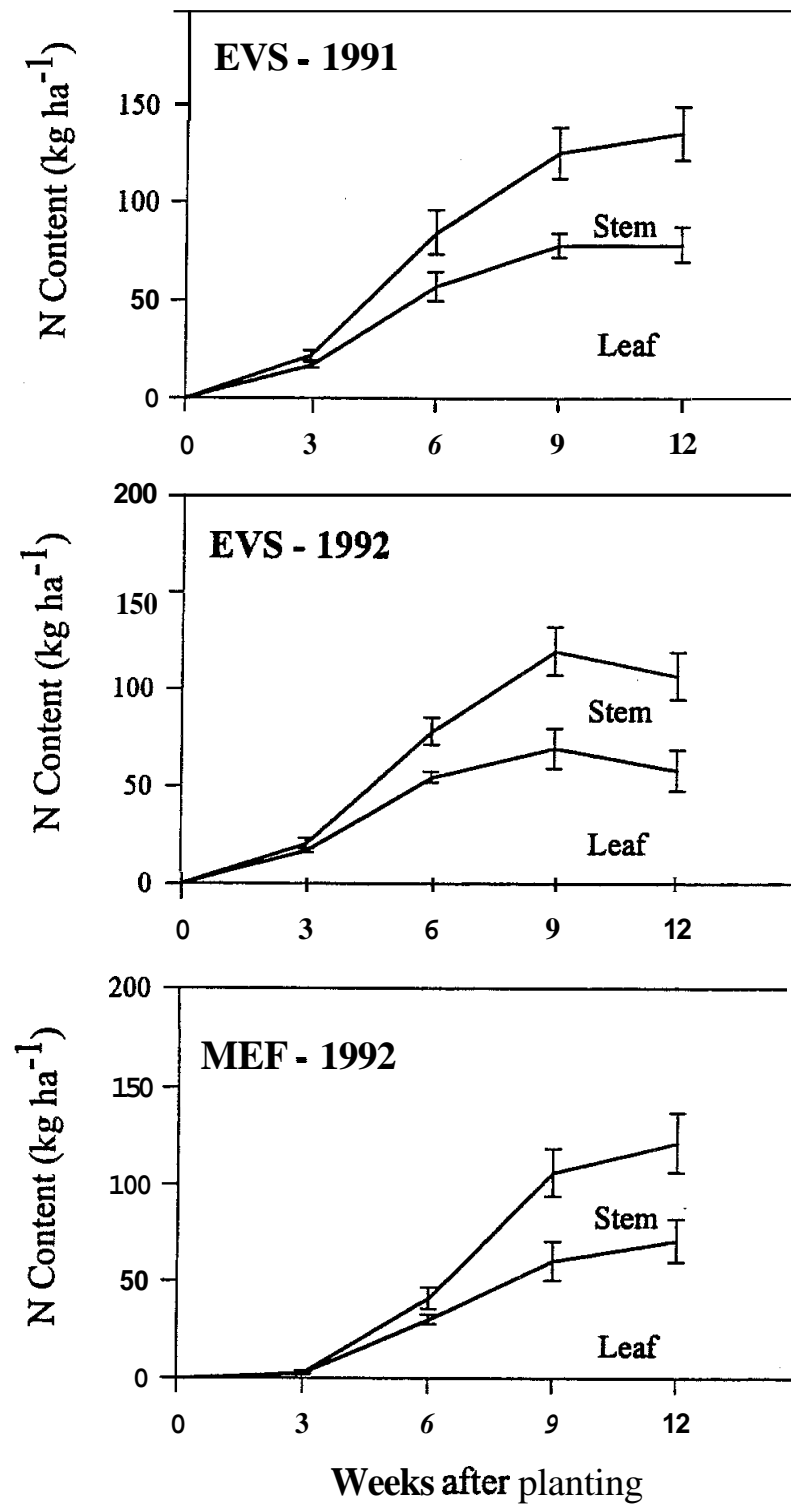 EVS - 1991
N Content (kg ha-1)
150
100
50
0
Stem
Leaf
0 3 6 9 12
EVS - 1992
N Content (kg ha-1)
200
150
100
50
0
Stem
Leaf
0 3 6 9 12
MEF - 1992
N Content (kg ha-1)
200
150
100
50
0
Stem
Leaf
0 3 6 9 12
Weeks after planting